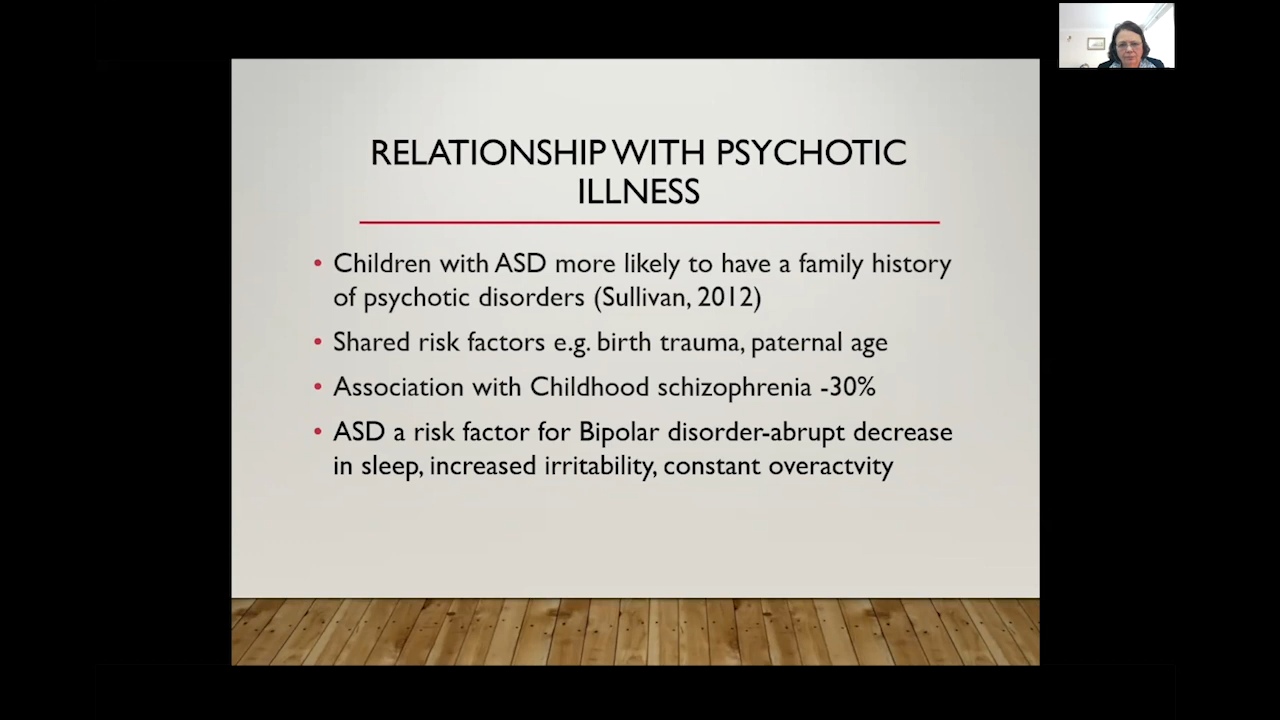 RELATIONSHIP WITH PSYCHOTIC
ILLNESS
• Children with ASD more likely to have a family history
of psychotic disorders (Sullivan, 2012)
• Shared risk factors e.g. birth trauma, paternal age
• Association with Childhood schizophrenia -30%
• ASD a risk factor for Bipolar disorder-abrupt decrease
in sleep, increased irritability, constant overactvity